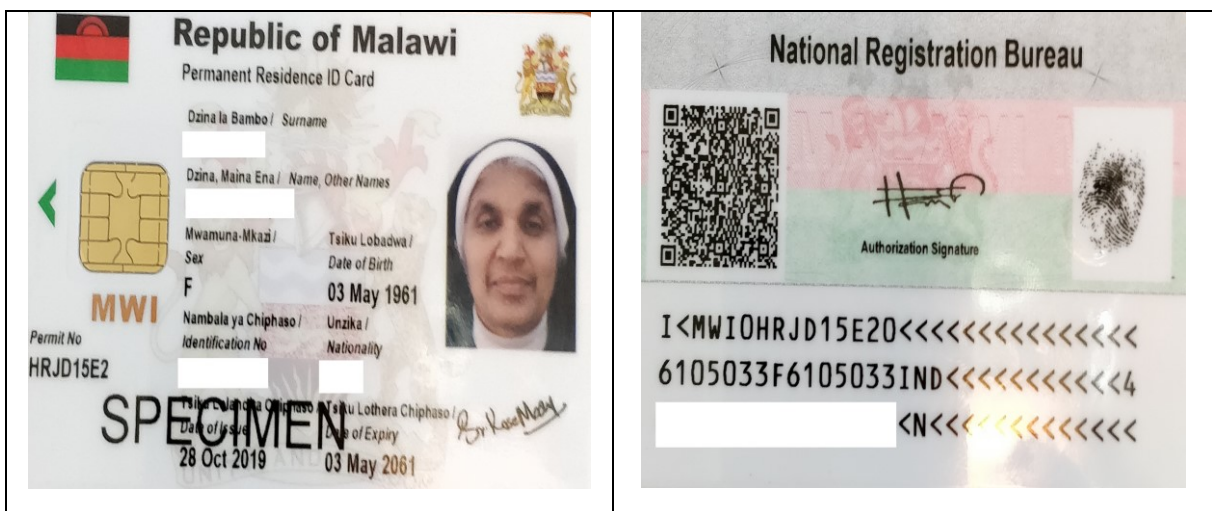 Republic of Malawi
Permanent Residence ID Card
Dzina la Bambo / Surname
Dzina, Maina Ena / Name, Other Names
Mwamuna-Mkazi / Sex
F
Tsiku Lobadwa / Date of Birth
03 May 1961
MWI
Nambala ya Chiphaso / Identification No
Unzika / Nationality
Permit No
HRJD15E2
SPECIMEN
Date of Issue
28 Oct 2019
Tsiku Lothera Chiphaso / Date of Expiry
03 May 2061
National Registration Bureau
Authorization Signature
I<MWIOHRJD15E20<<<<<<<<<<<<<<<
6105033F6105033IND<<<<<<<<<<<4
<N<<<<<<<<<<<<<